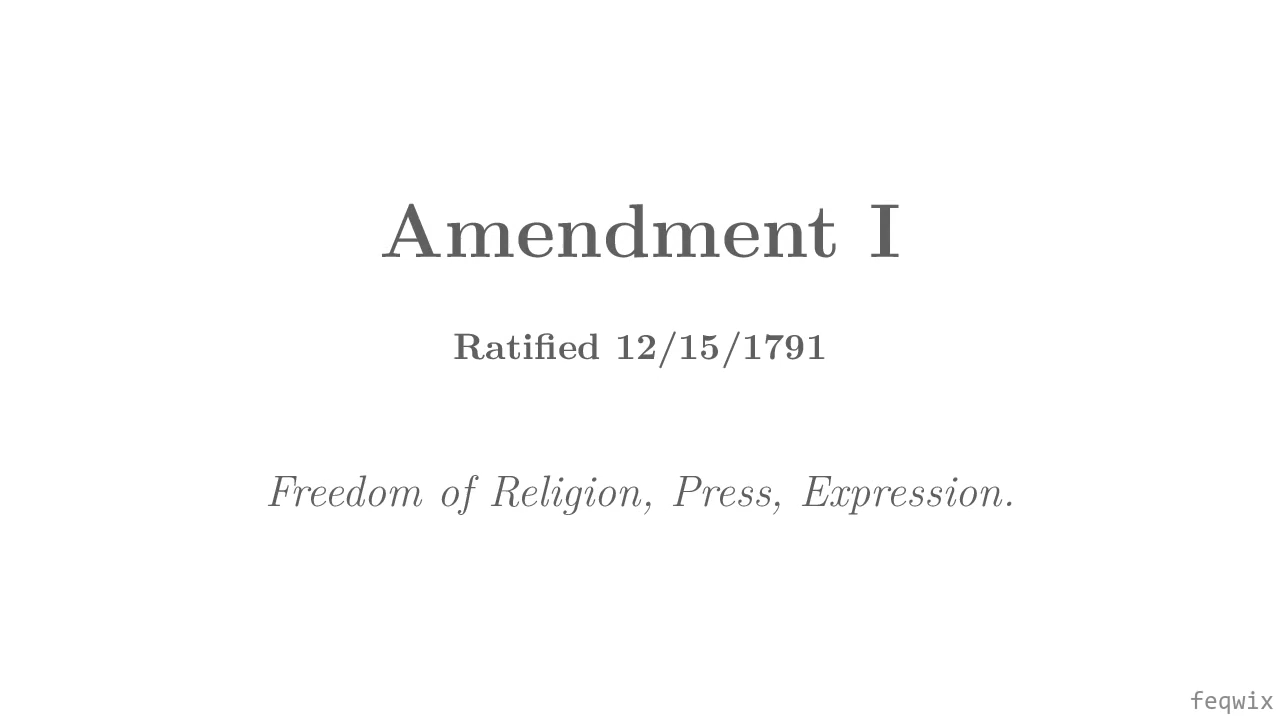 Amendment I
Ratified 12/15/1791
Freedom of Religion, Press, Expression.
feqwix